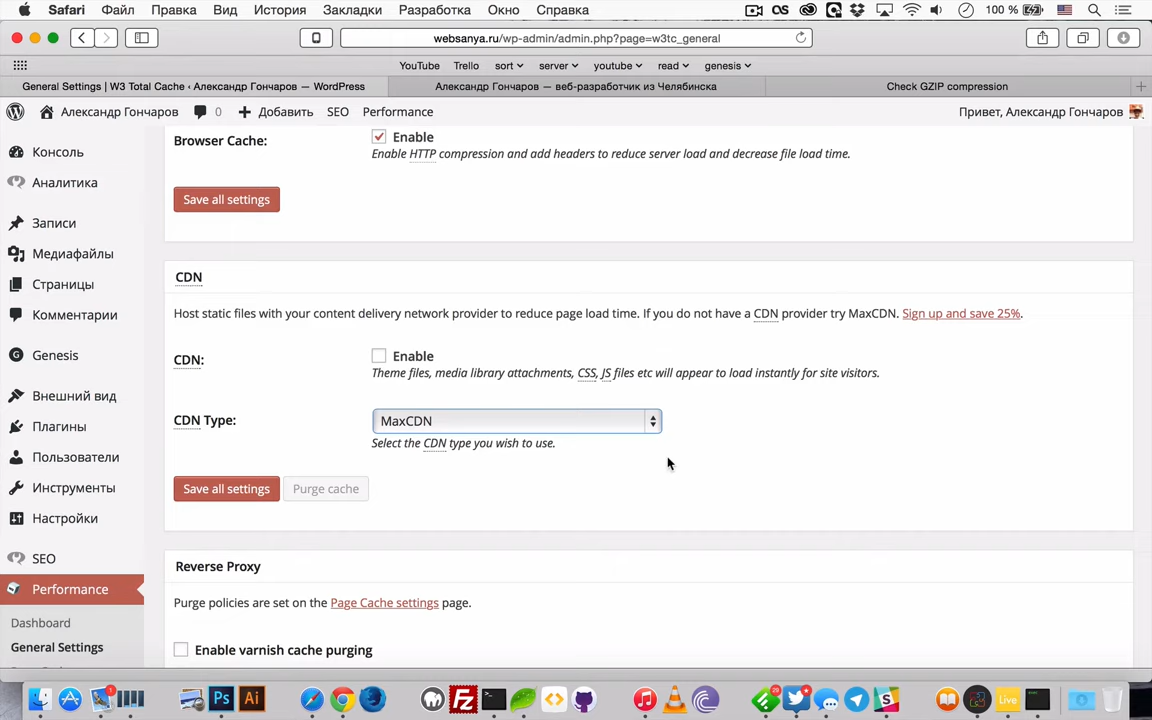 Safari Файл Правка Вид История Закладки Разработка Окно Справка 100 %
websanya.ru/wp-admin/admin.php?page=w3tc_general
YouTube Trello sort server youtube read genesis
General Settings | W3 Total Cache ‹ Александр Гончаров — WordPress
Александр Гончаров — веб-разработчик из Челябинска
Check GZIP compression
Александр Гончаров 0 Добавить SEO Performance Привет, Александр Гончаров
Консоль
Аналитика
Записи
Медиафайлы
Страницы
Комментарии
Genesis
Внешний вид
Плагины
Пользователи
Инструменты
Настройки
SEO
Performance
Dashboard
General Settings
Browser Cache: Enable
Enable HTTP compression and add headers to reduce server load and decrease file load time.
Save all settings
CDN
Host static files with your content delivery network provider to reduce page load time. If you do not have a CDN provider try MaxCDN. Sign up and save 25%.
CDN: Enable
Theme files, media library attachments, CSS, JS files etc will appear to load instantly for site visitors.
CDN Type: MaxCDN
Select the CDN type you wish to use.
Save all settings Purge cache
Reverse Proxy
Purge policies are set on the Page Cache settings page.
Enable varnish cache purging
Ps Ai Fz Live